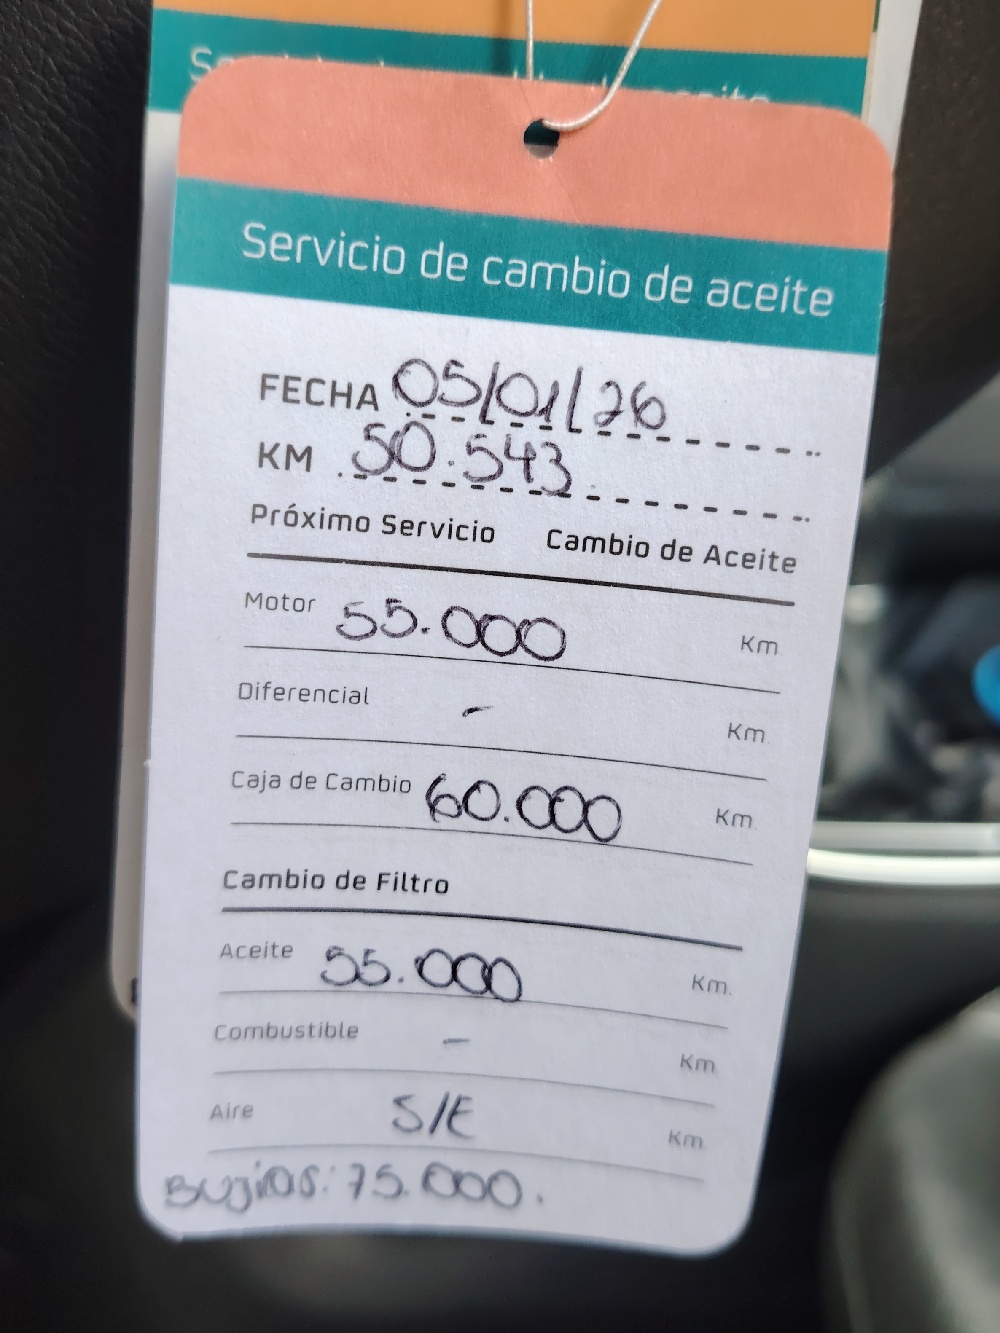 Servicio de cambio de aceite
FECHA 05/01/26
KM 50.543
Próximo Servicio Cambio de Aceite
Motor 55.000 Km
Diferencial - Km
Caja de Cambio 60.000 Km
Cambio de Filtro
Aceite 55.000 Km.
Combustible - Km
Aire S/E Km
Bujias: 75.000.